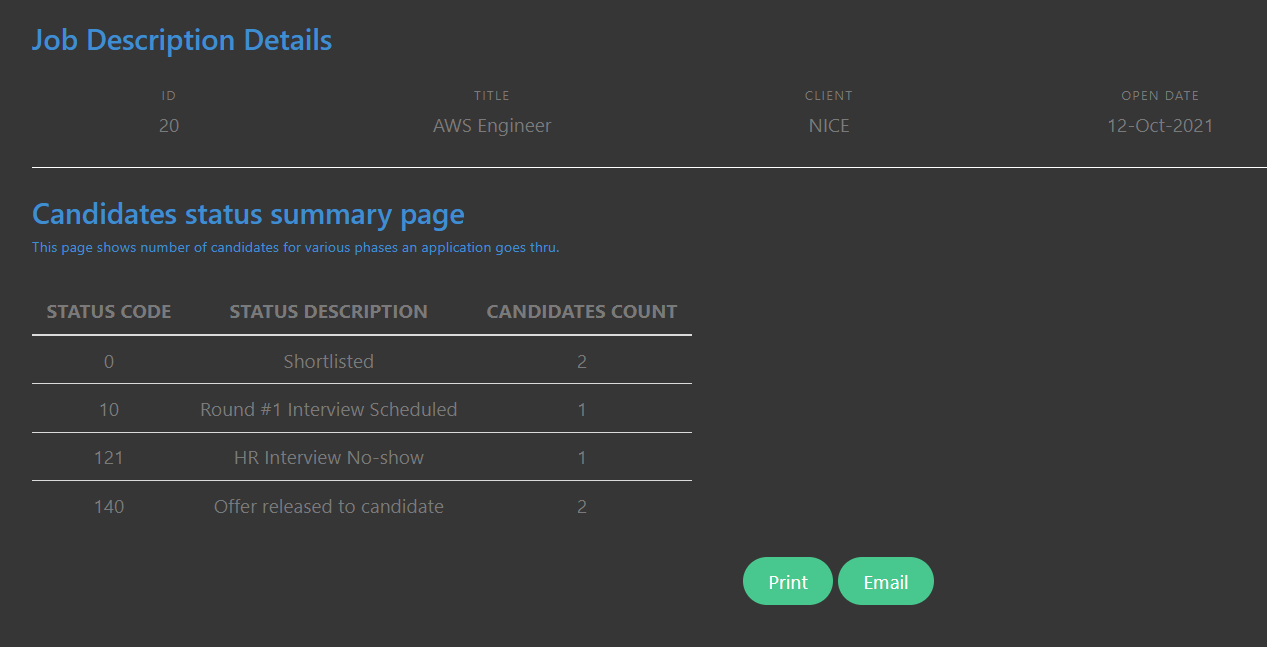 Job Description Details
ID TITLE CLIENT OPEN DATE
20 AWS Engineer NICE 12-Oct-2021
Candidates status summary page
This page shows number of candidates for various phases an application goes thru.
STATUS CODE STATUS DESCRIPTION CANDIDATES COUNT
0 Shortlisted 2
10 Round #1 Interview Scheduled 1
121 HR Interview No-show 1
140 Offer released to candidate 2
Print Email